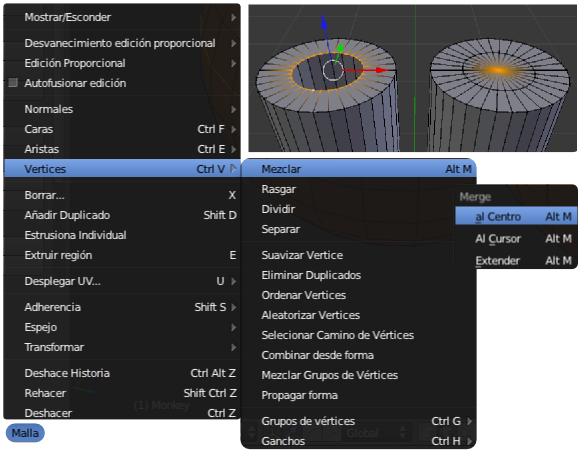 Mostrar/Esconder
Desvanecimiento edición proporcional
Edición Proporcional
Autofusionar edición
Normales
Caras Ctrl F
Aristas Ctrl E
Vertices Ctrl V
Borrar... X
Añadir Duplicado Shift D
Estrusiona Individual
Extruir región E
Desplegar UV... U
Adherencia Shift S
Espejo
Transformar
Deshace Historia Ctrl Alt Z
Rehacer Shift Ctrl Z
(1) Monkey
Deshacer Ctrl Z
Malla
Mezclar Alt M
Rasgar
Dividir
Separar
Suavizar Vertice
Eliminar Duplicados
Ordenar Vertices
Aleatorizar Vertices
Selecionar Camino de Vértices
Combinar desde forma
Mezclar Grupos de Vértices
Propagar forma
Grupos de vértices Ctrl G
Global
Ganchos Ctrl H
Merge
al Centro Alt M
Al Cursor Alt M
Extender Alt M